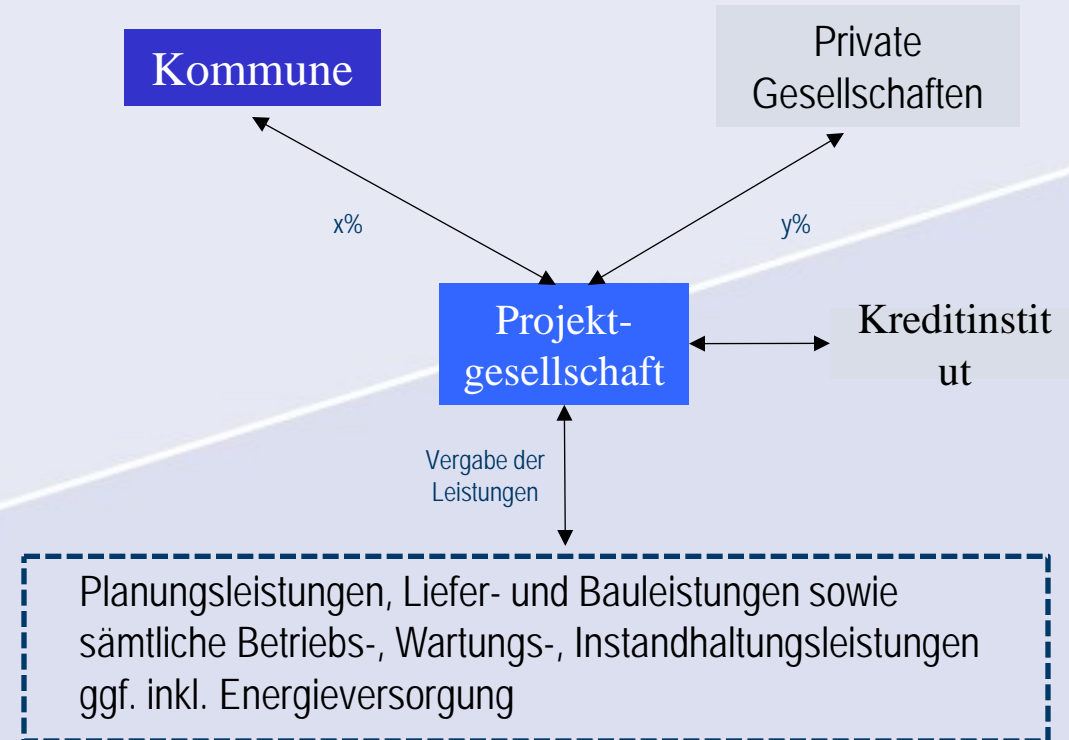 Kommune
Private
Gesellschaften
x%
y%
Projekt-
gesellschaft
Kreditinstit
ut
Vergabe der
Leistungen
Planungsleistungen, Liefer- und Bauleistungen sowie
sämtliche Betriebs-, Wartungs-, Instandhaltungsleistungen
ggf. inkl. Energieversorgung